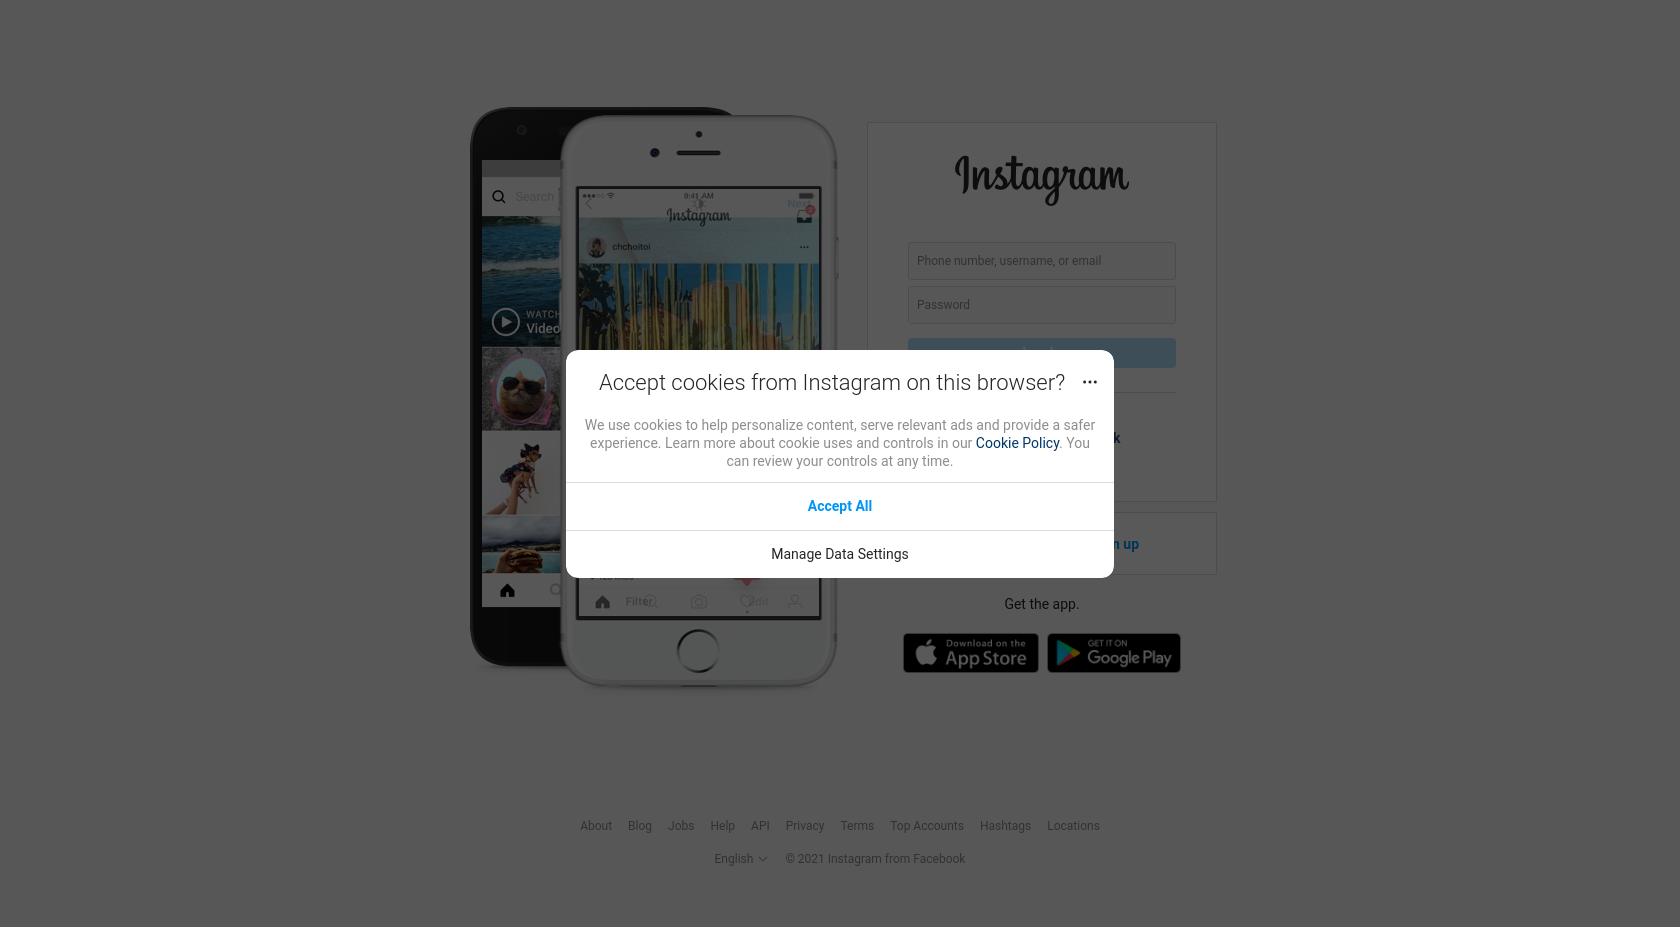 Search
WATCH
Video
9:41 AM
Next
Instagram
chchoitoi
Filter
Edit
Instagram
Phone number, username, or email
Password
Accept cookies from Instagram on this browser?
We use cookies to help personalize content, serve relevant ads and provide a safer
experience. Learn more about cookie uses and controls in our Cookie Policy. You
can review your controls at any time.
Accept All
Manage Data Settings
up
Get the app.
Download on the
App Store
GET IT ON
Google Play
About Blog Jobs Help API Privacy Terms Top Accounts Hashtags Locations
English © 2021 Instagram from Facebook